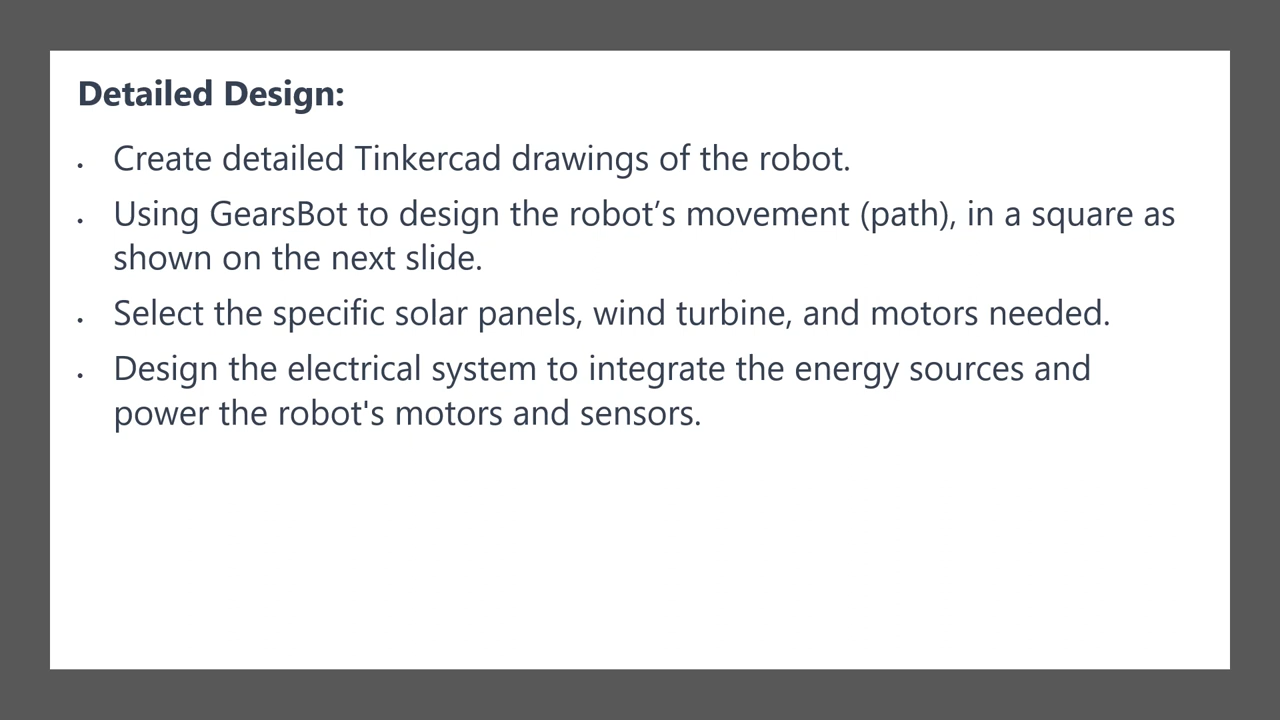 Detailed Design:
• Create detailed Tinkercad drawings of the robot.
• Using GearsBot to design the robot’s movement (path), in a square as
shown on the next slide.
• Select the specific solar panels, wind turbine, and motors needed.
• Design the electrical system to integrate the energy sources and
power the robot's motors and sensors.